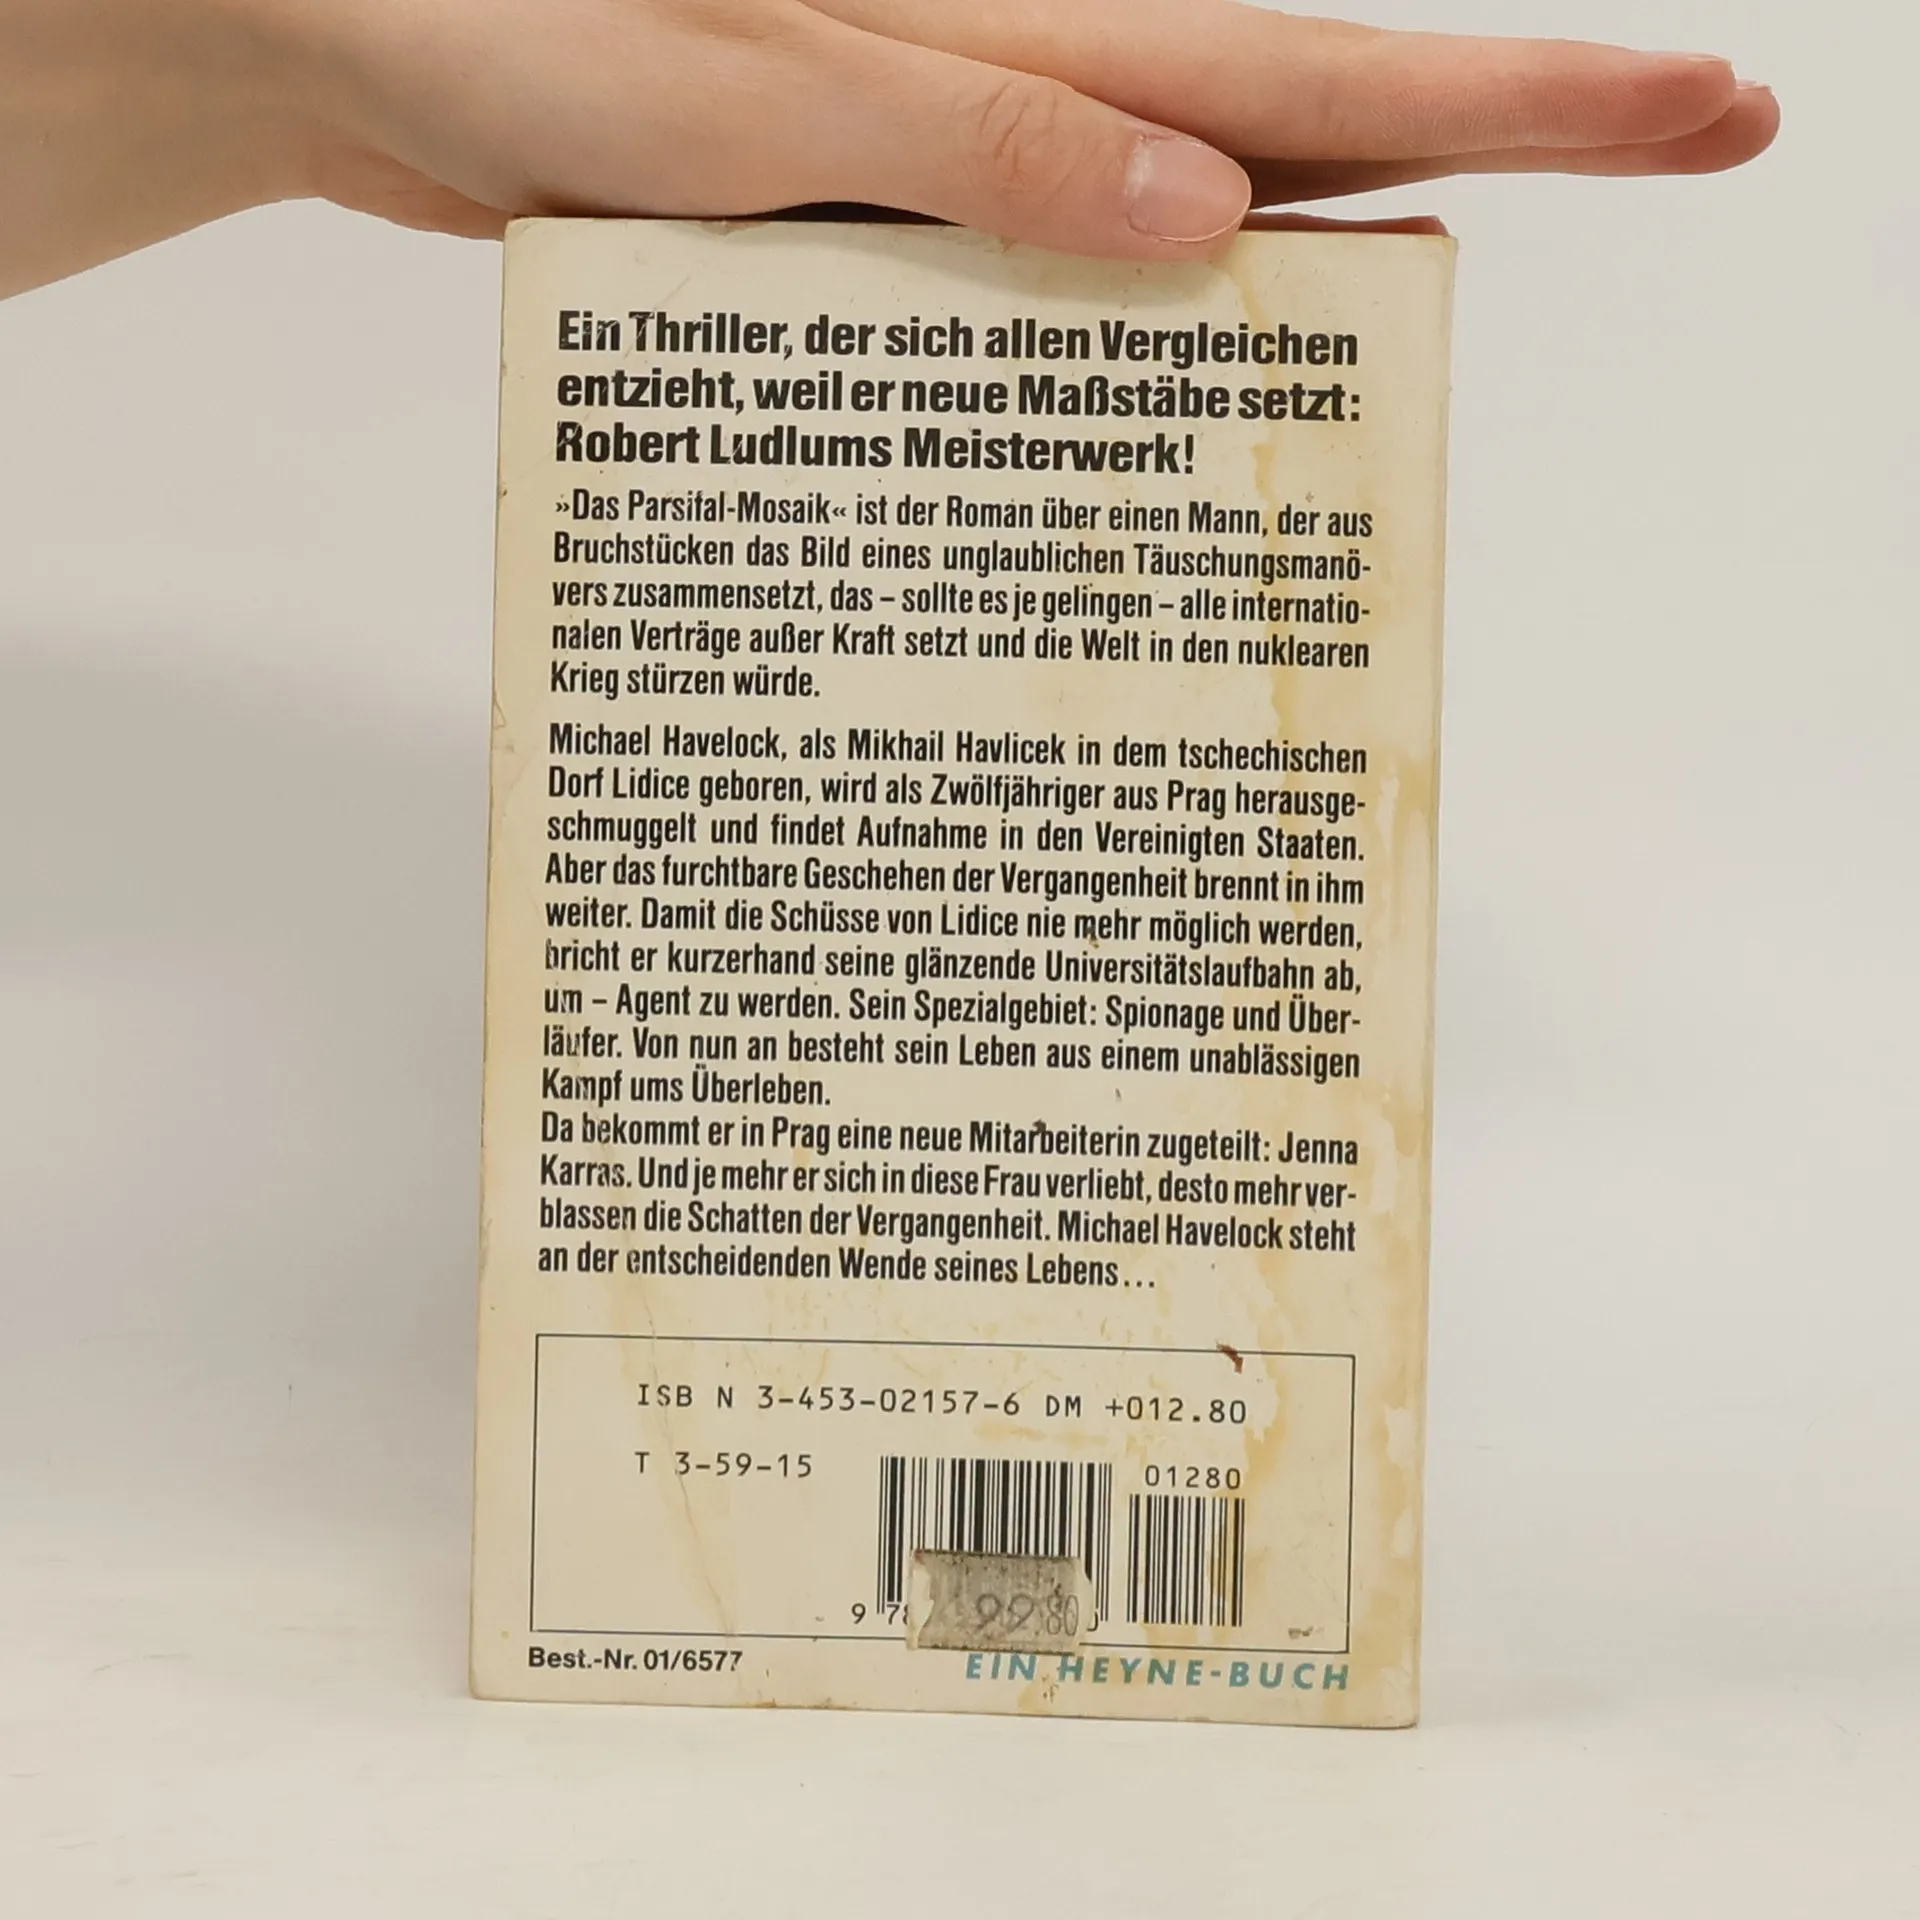 Ein Thriller, der sich allen Vergleichen
entzieht, weil er neue Maßstäbe setzt:
Robert Ludlums Meisterwerk!
»Das Parsifal-Mosaik« ist der Roman über einen Mann, der aus
Bruchstücken das Bild eines unglaublichen Täuschungsmanö-
vers zusammensetzt, das – sollte es je gelingen – alle internatio-
nalen Verträge außer Kraft setzt und die Welt in den nuklearen
Krieg stürzen würde.
Michael Havelock, als Mikhail Havlicek in dem tschechischen
Dorf Lidice geboren, wird als Zwölfjähriger aus Prag herausge-
schmuggelt und findet Aufnahme in den Vereinigten Staaten.
Aber das furchtbare Geschehen der Vergangenheit brennt in ihm
weiter. Damit die Schüsse von Lidice nie mehr möglich werden,
bricht er kurzerhand seine glänzende Universitätslaufbahn ab,
um – Agent zu werden. Sein Spezialgebiet: Spionage und Über-
läufer. Von nun an besteht sein Leben aus einem unablässigen
Kampf ums Überleben.
Da bekommt er in Prag eine neue Mitarbeiterin zugeteilt: Jenna
Karras. Und je mehr er sich in diese Frau verliebt, desto mehr ver-
blassen die Schatten der Vergangenheit. Michael Havelock steht
an der entscheidenden Wende seines Lebens...
ISB N 3-453-02157-6 DM +012.80
T 3-59-15
01280
9 78
99.80
Best.-Nr. 01/6577
EIN HEYNE-BUCH